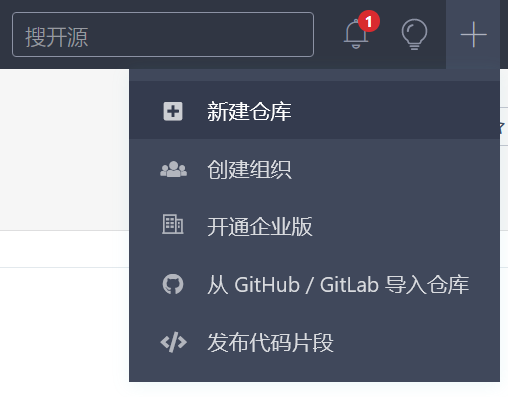 搜开源
1
新建仓库
创建组织
开通企业版
从 GitHub / GitLab 导入仓库
发布代码片段